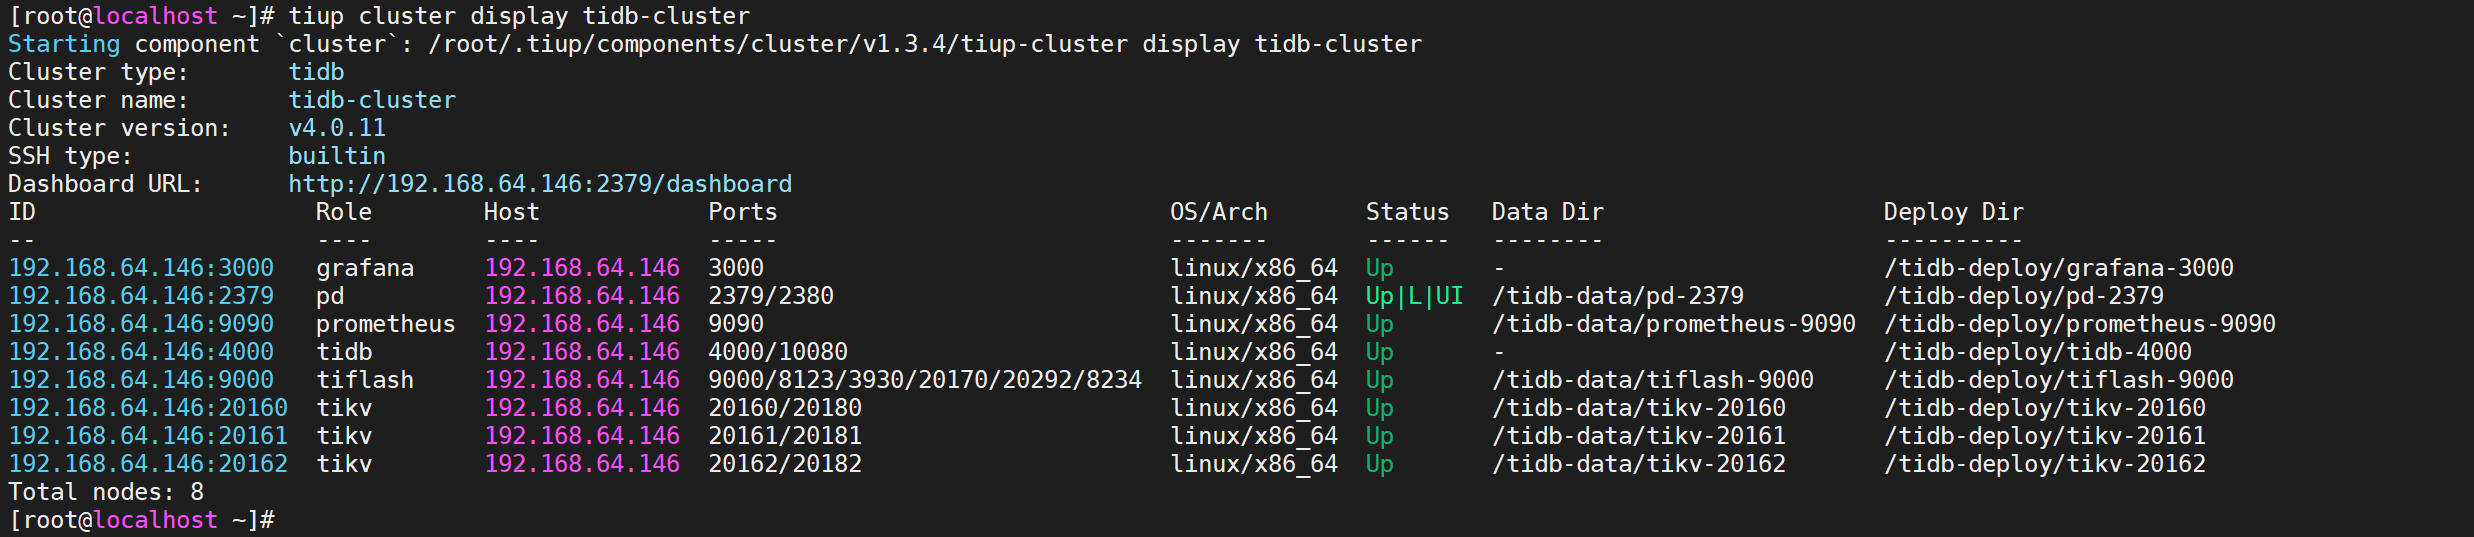 [root@localhost ~]# tiup cluster display tidb-cluster
Starting component `cluster`: /root/.tiup/components/cluster/v1.3.4/tiup-cluster display tidb-cluster
Cluster type:       tidb
Cluster name:       tidb-cluster
Cluster version:    v4.0.11
SSH type:           builtin
Dashboard URL:      http://192.168.64.146:2379/dashboard
ID                    Role        Host            Ports                            OS/Arch       Status   Data Dir                    Deploy Dir
--                    ----        ----            -----                            -------       ------   --------                    ----------
192.168.64.146:3000   grafana     192.168.64.146  3000                             linux/x86_64  Up       -                           /tidb-deploy/grafana-3000
192.168.64.146:2379   pd          192.168.64.146  2379/2380                        linux/x86_64  Up|L|UI  /tidb-data/pd-2379          /tidb-deploy/pd-2379
192.168.64.146:9090   prometheus  192.168.64.146  9090                             linux/x86_64  Up       /tidb-data/prometheus-9090  /tidb-deploy/prometheus-9090
192.168.64.146:4000   tidb        192.168.64.146  4000/10080                       linux/x86_64  Up       -                           /tidb-deploy/tidb-4000
192.168.64.146:9000   tiflash     192.168.64.146  9000/8123/3930/20170/20292/8234  linux/x86_64  Up       /tidb-data/tiflash-9000     /tidb-deploy/tiflash-9000
192.168.64.146:20160  tikv        192.168.64.146  20160/20180                      linux/x86_64  Up       /tidb-data/tikv-20160       /tidb-deploy/tikv-20160
192.168.64.146:20161  tikv        192.168.64.146  20161/20181                      linux/x86_64  Up       /tidb-data/tikv-20161       /tidb-deploy/tikv-20161
192.168.64.146:20162  tikv        192.168.64.146  20162/20182                      linux/x86_64  Up       /tidb-data/tikv-20162       /tidb-deploy/tikv-20162
Total nodes: 8
[root@localhost ~]#